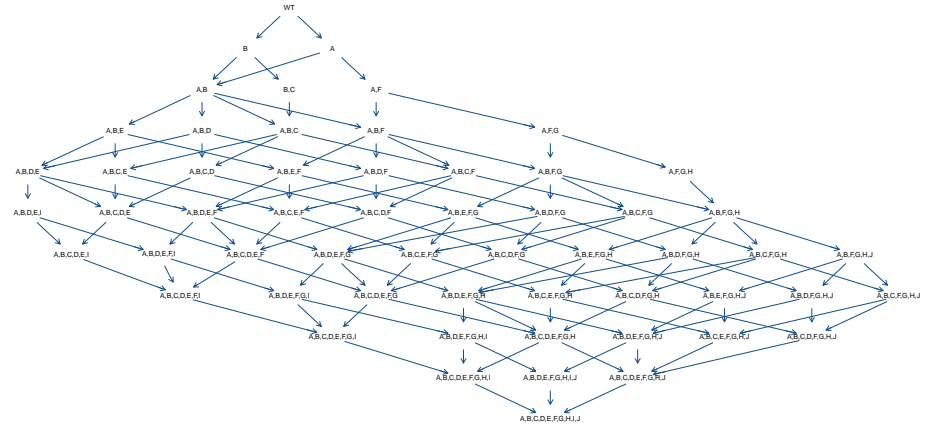 WT
B A
A,B B,C A,F
A,B,E A,B,D A,B,C A,B,F A,F,G
A,B,D,E A,B,C,E A,B,C,D A,B,E,F A,B,D,F A,B,C,F A,B,F,G A,F,G,H
A,B,D,E,I A,B,C,D,E A,B,D,E,F A,B,C,E,F A,B,C,D,F A,B,E,F,G A,B,D,F,G A,B,C,F,G A,B,F,G,H
A,B,C,D,E,I A,B,D,E,F,I A,B,C,D,E,F A,B,D,E,F,G A,B,C,E,F,G A,B,C,D,F,G A,B,E,F,G,H A,B,D,F,G,H A,B,C,F,G,H A,B,F,G,H,J
A,B,C,D,E,F,I A,B,D,E,F,G,I A,B,C,D,E,F,G A,B,D,E,F,G,H A,B,C,E,F,G,H A,B,C,D,F,G,H A,B,E,F,G,H,J A,B,D,F,G,H,J A,B,C,F,G,H,J
A,B,C,D,E,F,G,I A,B,D,E,F,G,H,I A,B,C,D,E,F,G,H A,B,D,E,F,G,H,J A,B,C,E,F,G,H,J A,B,C,D,F,G,H,J
A,B,C,D,E,F,G,H,I A,B,D,E,F,G,H,I,J A,B,C,D,E,F,G,H,J
A,B,C,D,E,F,G,H,I,J